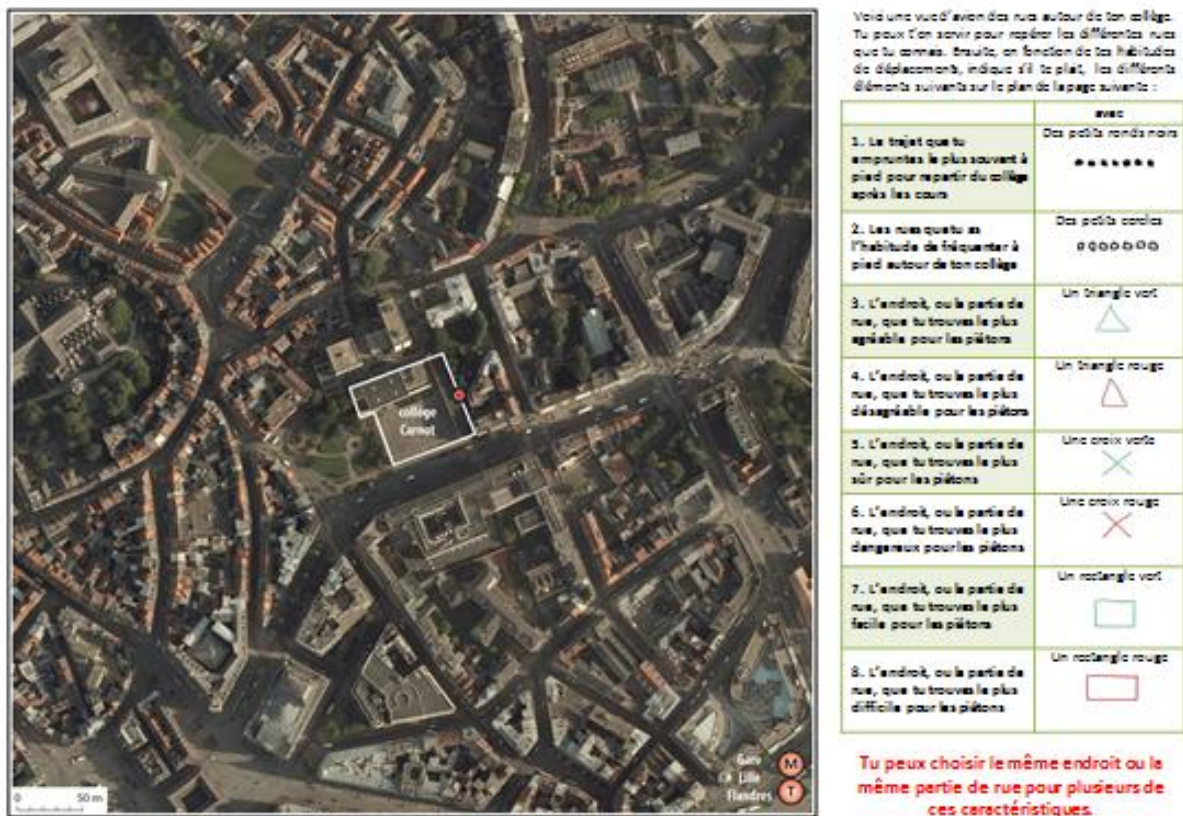 Voici une vue d'avion des rues autour de ton collège.
Tu peux t'en servir pour repérer les différentes rues
que tu connais. Ensuite, en fonction de tes habitudes
de déplacements, indique s'il te plait, les différents
éléments suivants sur le plan de la page suivante :
avec
1. Le trajet que tu
empruntes le plus souvent à
pied pour repartir du collège
après les cours
Des petits ronds noirs
2. Les rues que tu as
l'habitude de fréquenter à
pied autour de ton collège
Des petits cercles
3. L'endroit, ou la partie de
rue, que tu trouves le plus
agréable pour les piétons
Un triangle vert
4. L'endroit, ou la partie de
rue, que tu trouves le plus
désagréable pour les piétons
Un triangle rouge
5. L'endroit, ou la partie de
rue, que tu trouves le plus
sûr pour les piétons
Une croix verte
6. L'endroit, ou la partie de
rue, que tu trouves le plus
dangereux pour les piétons
Une croix rouge
7. L'endroit, ou la partie de
rue, que tu trouves le plus
facile pour les piétons
Un rectangle vert
8. L'endroit, ou la partie de
rue, que tu trouves le plus
difficile pour les piétons
Un rectangle rouge
Tu peux choisir le même endroit ou la
même partie de rue pour plusieurs de
ces caractéristiques.
collège
Carnot
Gare
Lille
Flandres
M
T
0 50 m